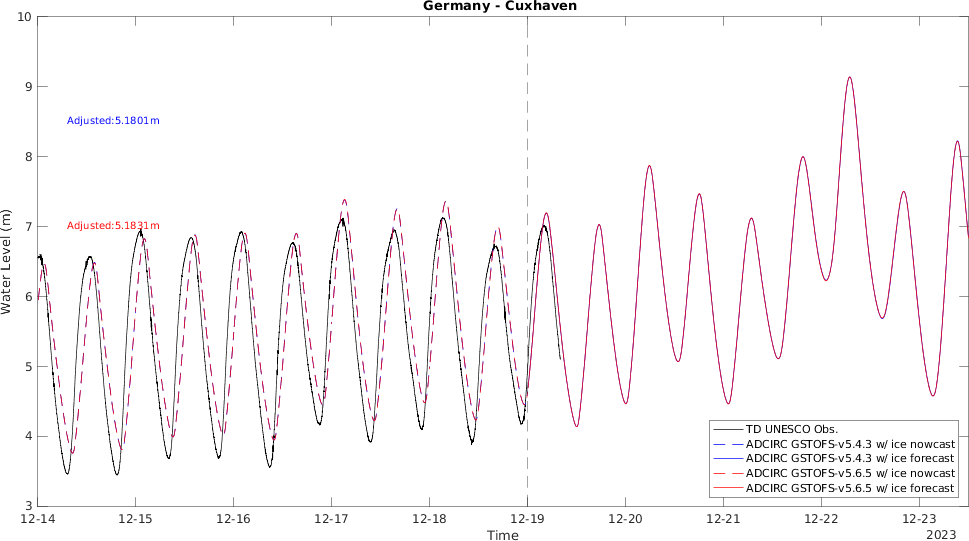 Germany - Cuxhaven
10
9
8
7
6
5
4
3
Water Level (m)
Adjusted:5.1801m
Adjusted:5.1831m
TD UNESCO Obs.
ADCIRC GSTOFS-v5.4.3 w/ ice nowcast
ADCIRC GSTOFS-v5.4.3 w/ ice forecast
ADCIRC GSTOFS-v5.6.5 w/ ice nowcast
ADCIRC GSTOFS-v5.6.5 w/ ice forecast
12-14 12-15 12-16 12-17 12-18 12-19 12-20 12-21 12-22 12-23
Time
2023